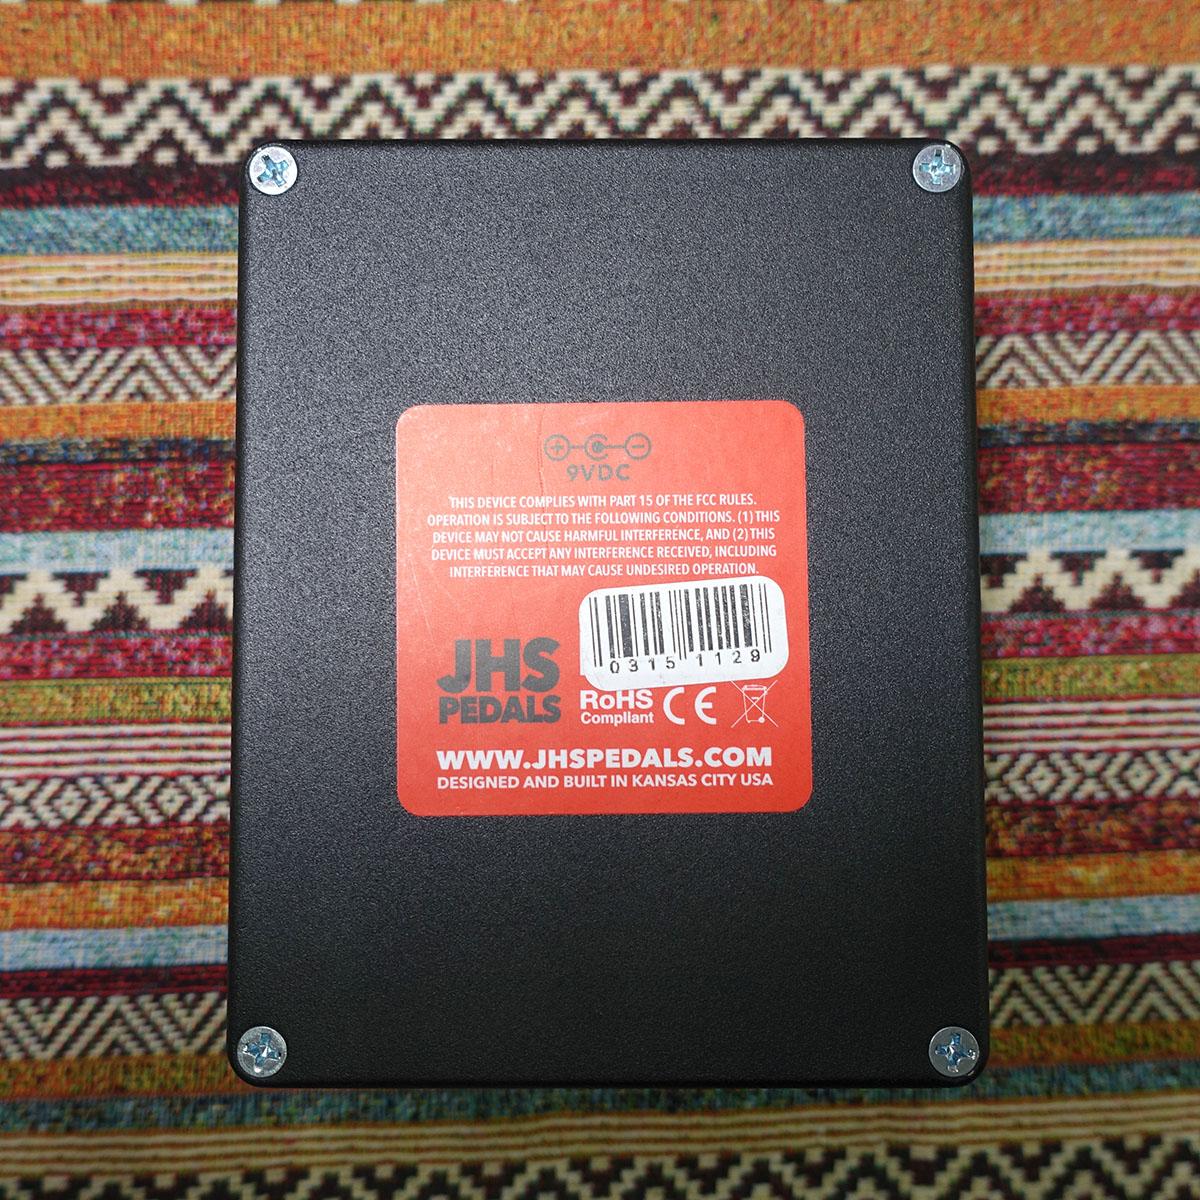 9VDC
THIS DEVICE COMPLIES WITH PART 15 OF THE FCC RULES.
OPERATION IS SUBJECT TO THE FOLLOWING CONDITIONS. (1) THIS
DEVICE MAY NOT CAUSE HARMFUL INTERFERENCE, AND (2) THIS
DEVICE MUST ACCEPT ANY INTERFERENCE RECEIVED, INCLUDING
INTERFERENCE THAT MAY CAUSE UNDESIRED OPERATION.
0315 1129
JHS
PEDALS
RoHS
Compliant
CE
WWW.JHSPEDALS.COM
DESIGNED AND BUILT IN KANSAS CITY USA